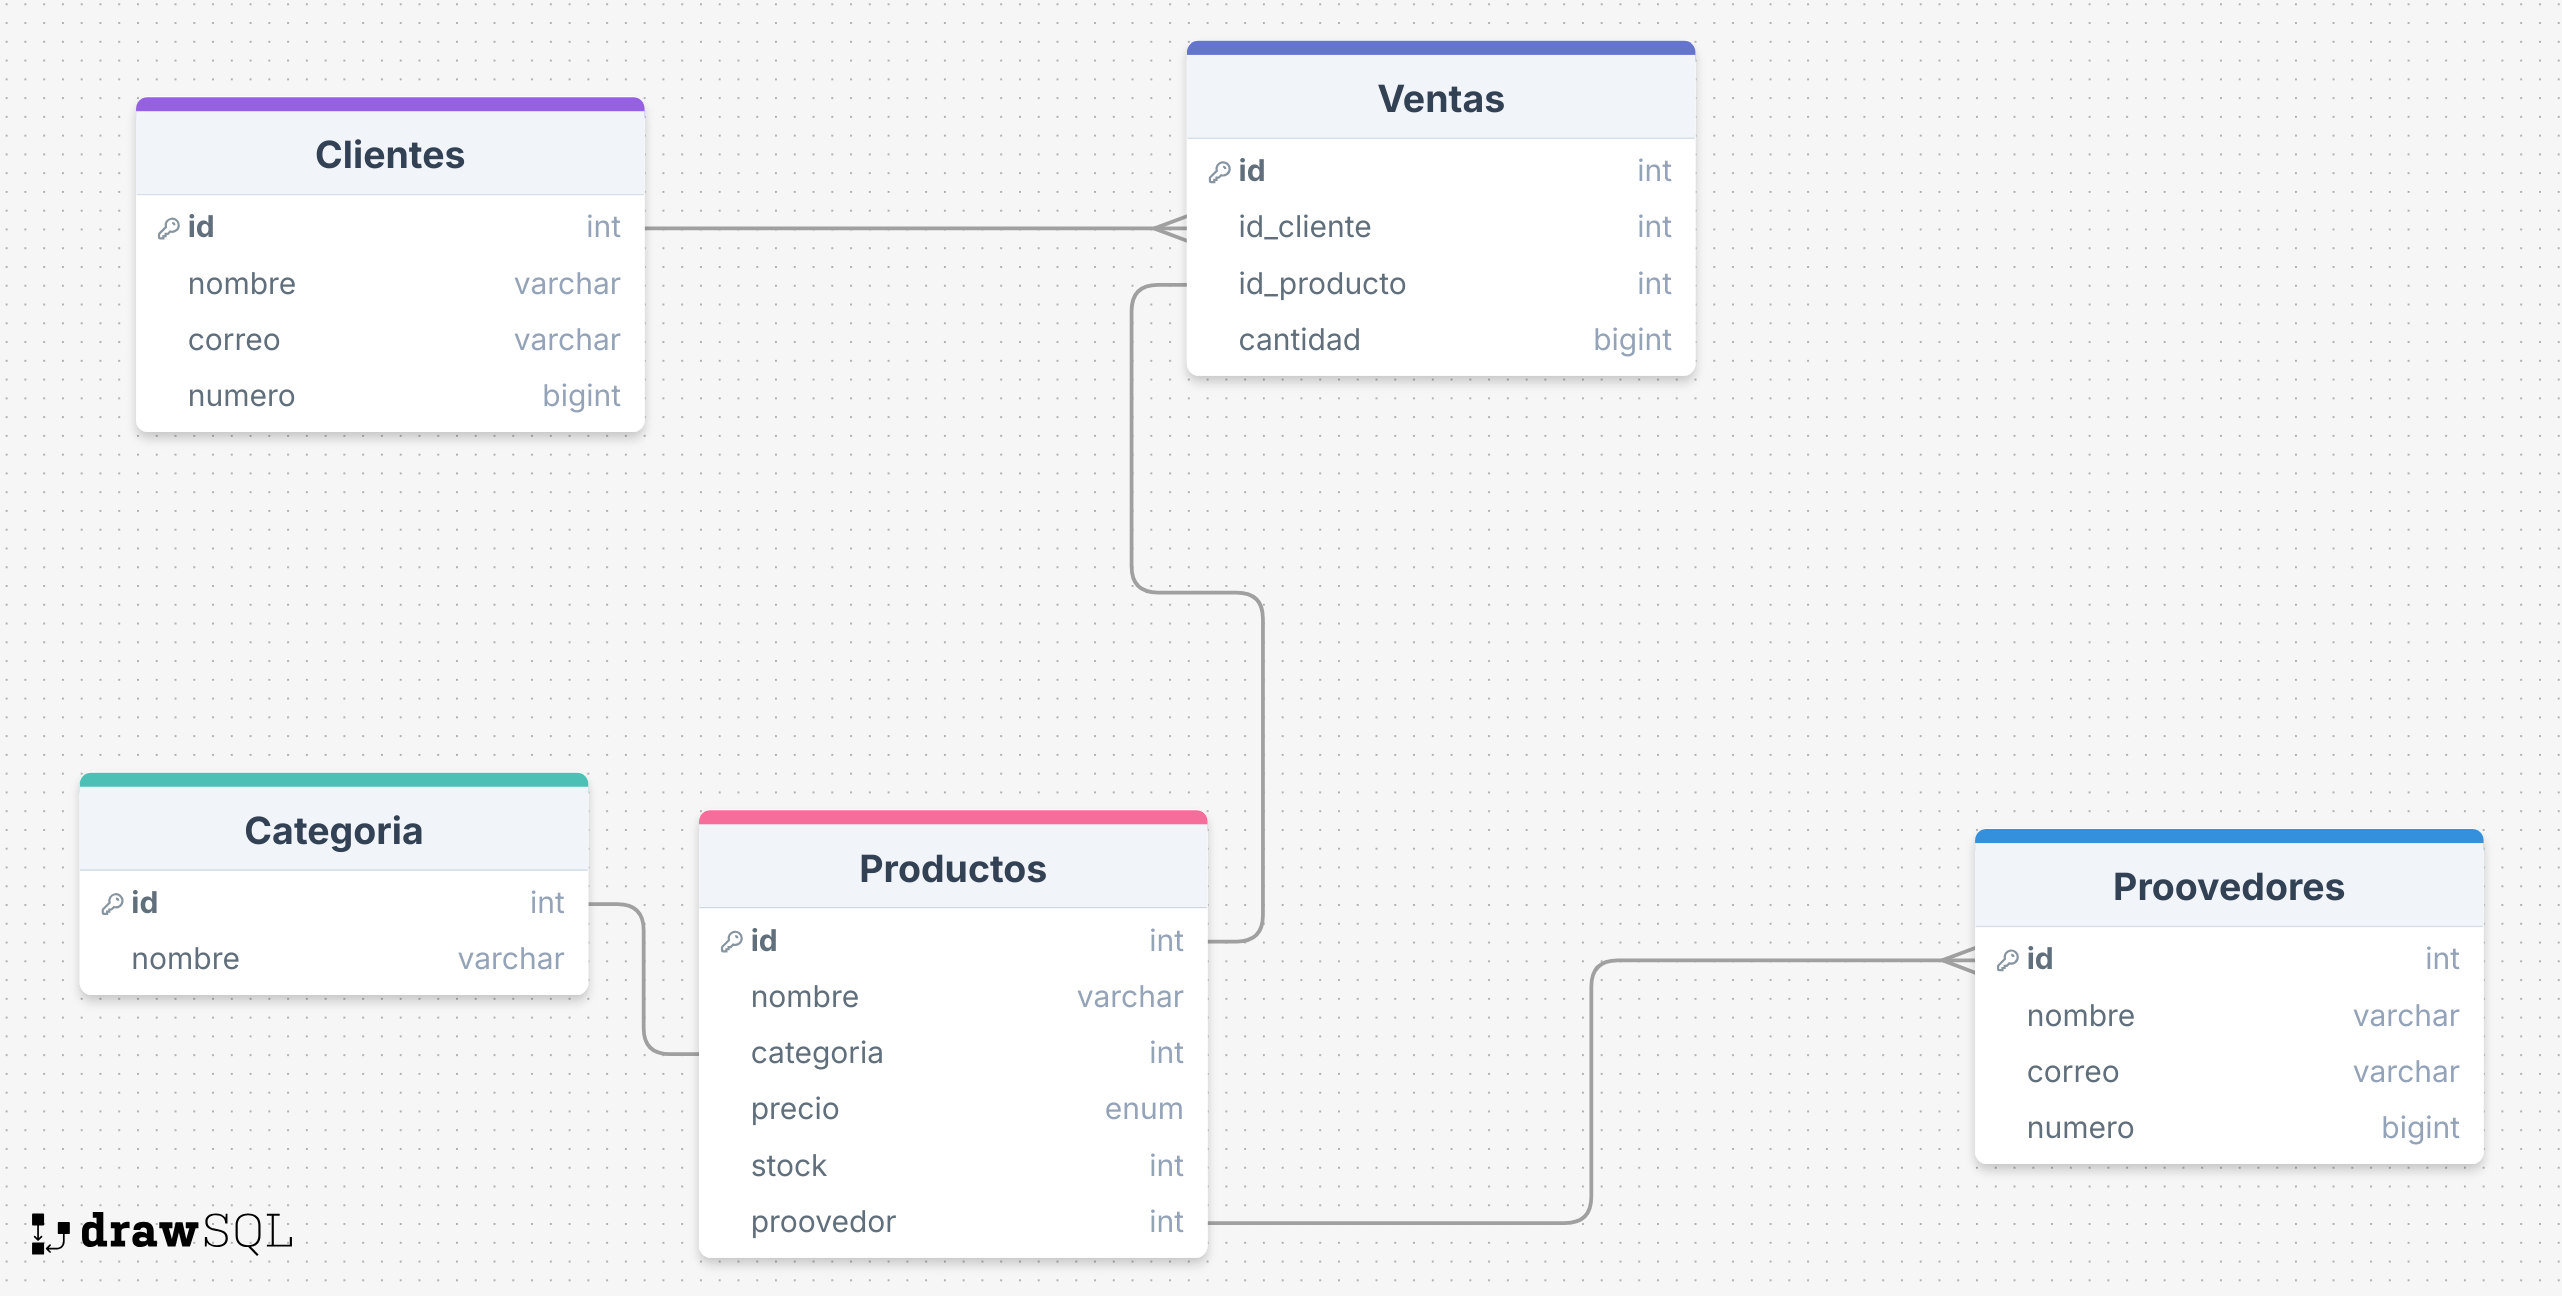 Clientes
id int
nombre varchar
correo varchar
numero bigint
Ventas
id int
id_cliente int
id_producto int
cantidad bigint
Categoria
id int
nombre varchar
Productos
id int
nombre varchar
categoria int
precio enum
stock int
proovedor int
Proovedores
id int
nombre varchar
correo varchar
numero bigint
drawSQL